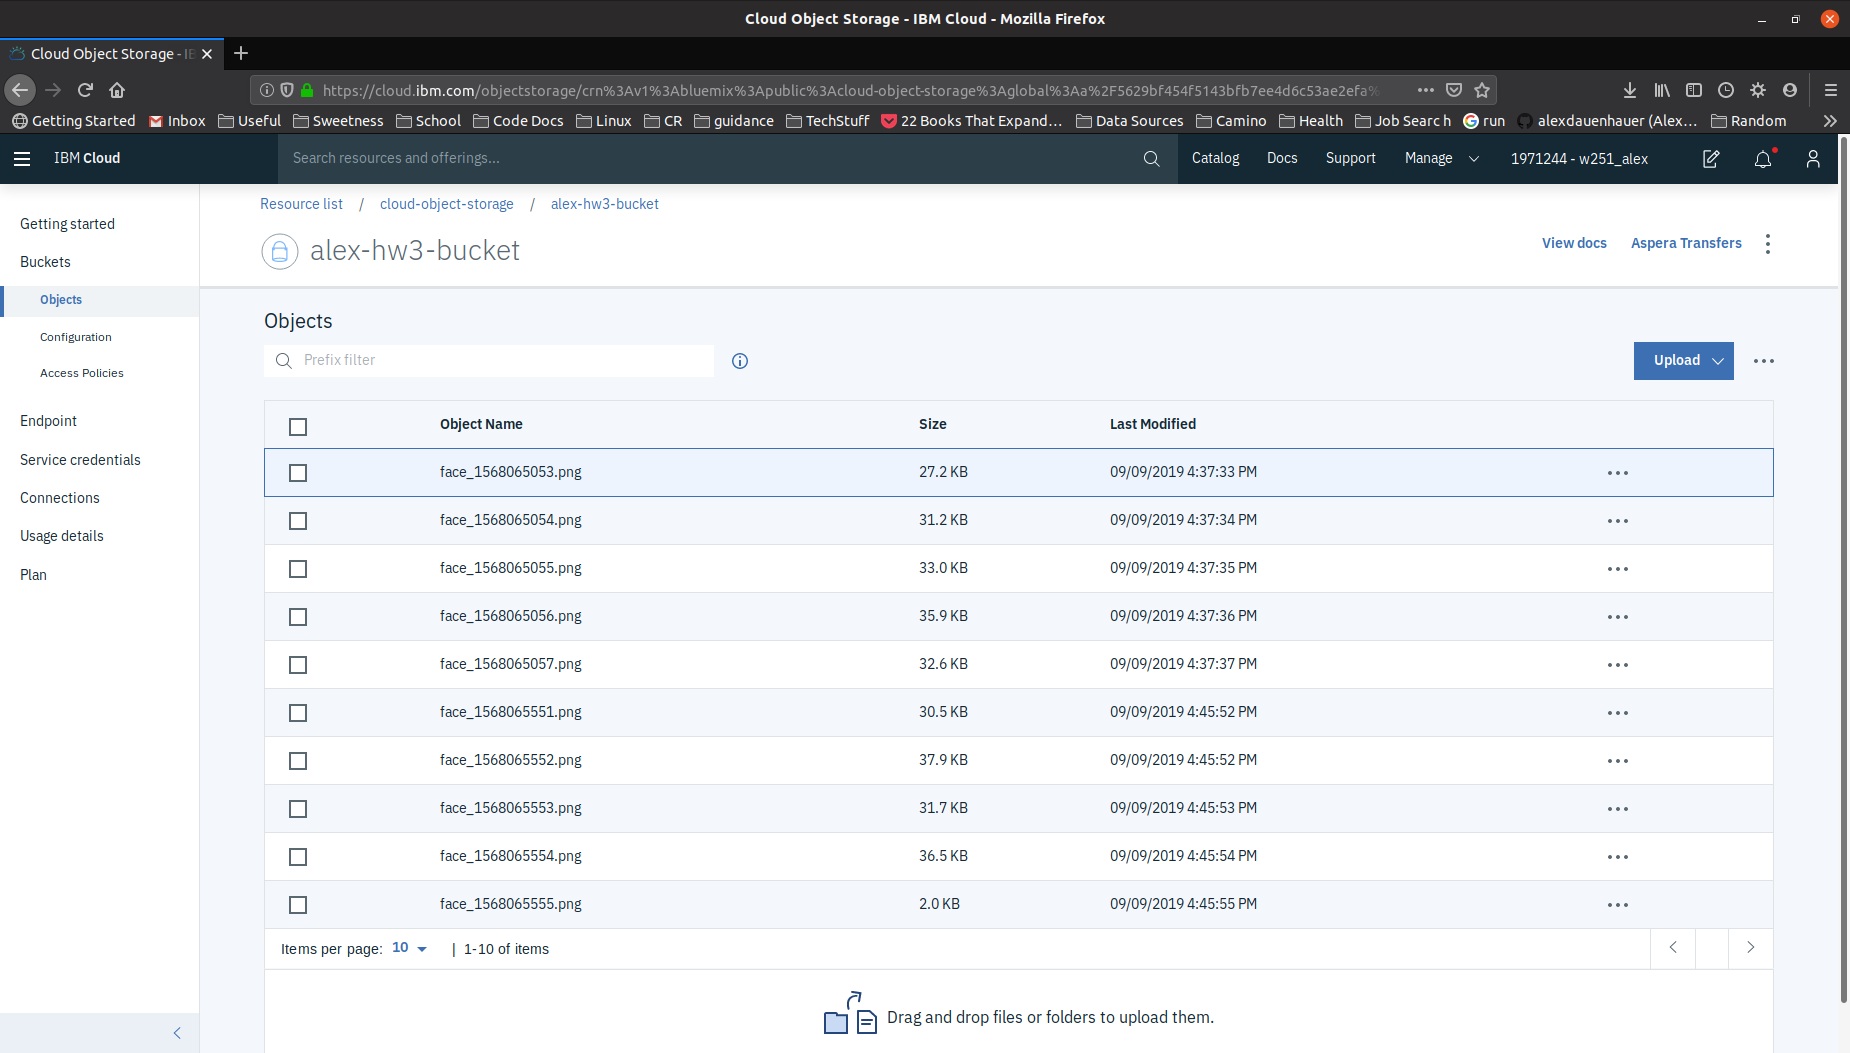 Cloud Object Storage - IBM Cloud - Mozilla Firefox
Cloud Object Storage - IB
https://cloud.ibm.com/objectstorage/crn%3Av1%3Abluemix%3Apublic%3Acloud-object-storage%3Aglobal%3Aa%2F5629bf454f5143bfb7ee4d6c53ae2efa%
Getting Started Inbox Useful Sweetness School Code Docs Linux CR guidance TechStuff 22 Books That Expand… Data Sources Camino Health Job Searc h run alexdauenhauer (Alex… Random
IBM Cloud Search resources and offerings... Catalog Docs Support Manage 1971244 - w251_alex
Resource list / cloud-object-storage / alex-hw3-bucket
alex-hw3-bucket
View docs Aspera Transfers
Getting started
Buckets
Objects
Configuration
Access Policies
Endpoint
Service credentials
Connections
Usage details
Plan
Objects
Prefix filter
Upload
Object Name Size Last Modified
face_1568065053.png 27.2 KB 09/09/2019 4:37:33 PM
face_1568065054.png 31.2 KB 09/09/2019 4:37:34 PM
face_1568065055.png 33.0 KB 09/09/2019 4:37:35 PM
face_1568065056.png 35.9 KB 09/09/2019 4:37:36 PM
face_1568065057.png 32.6 KB 09/09/2019 4:37:37 PM
face_1568065551.png 30.5 KB 09/09/2019 4:45:52 PM
face_1568065552.png 37.9 KB 09/09/2019 4:45:52 PM
face_1568065553.png 31.7 KB 09/09/2019 4:45:53 PM
face_1568065554.png 36.5 KB 09/09/2019 4:45:54 PM
face_1568065555.png 2.0 KB 09/09/2019 4:45:55 PM
Items per page: 10 | 1-10 of items
Drag and drop files or folders to upload them.